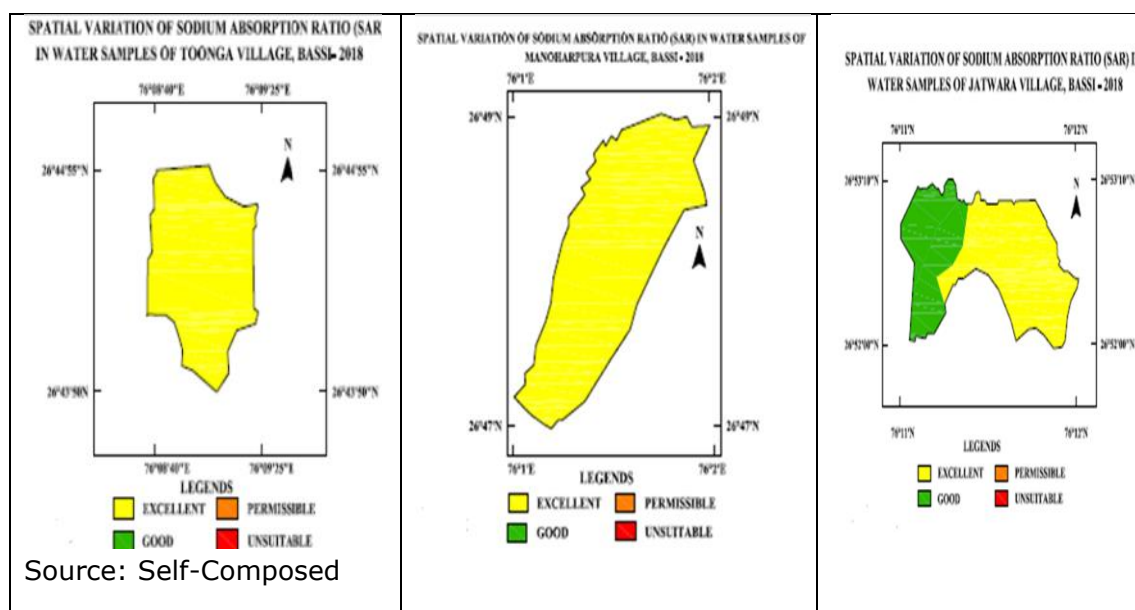 SPATIAL VARIATION OF SODIUM ABSORPTION RATIO (SAR
IN WATER SAMPLES OF TOONGA VILLAGE, BASSI-2018
76°08'40"E 76°09'25"E
N
26°44'55"N 26°44'55"N
26°43'50"N 26°43'50"N
76°08'40"E 76°09'25"E
LEGENDS
EXCELLENT PERMISSIBLE
GOOD UNSUITABLE
Source: Self-Composed
SPATIAL VARIATION OF SODIUM ABSORPTION RATIO (SAR) IN WATER SAMPLES OF
MANOHARPURA VILLAGE, BASSI - 2018
76°1'E 76°2'E
26°49'N 26°49'N
N
26°47'N 26°47'N
76°1'E 76°2'E
LEGENDS
EXCELLENT PERMISSIBLE
GOOD UNSUITABLE
SPATIAL VARIATION OF SODIUM ABSORPTION RATIO (SAR) I
WATER SAMPLES OF JATWARA VILLAGE, BASSI - 2018
76°11' 76°12'E
26°53'10"N 26°53'10"N
N
26°52'00"N 26°52'00"N
76°11'N 76°12'N
LEGENDS
EXCELLENT PERMISSIBLE
GOOD UNSUITABLE